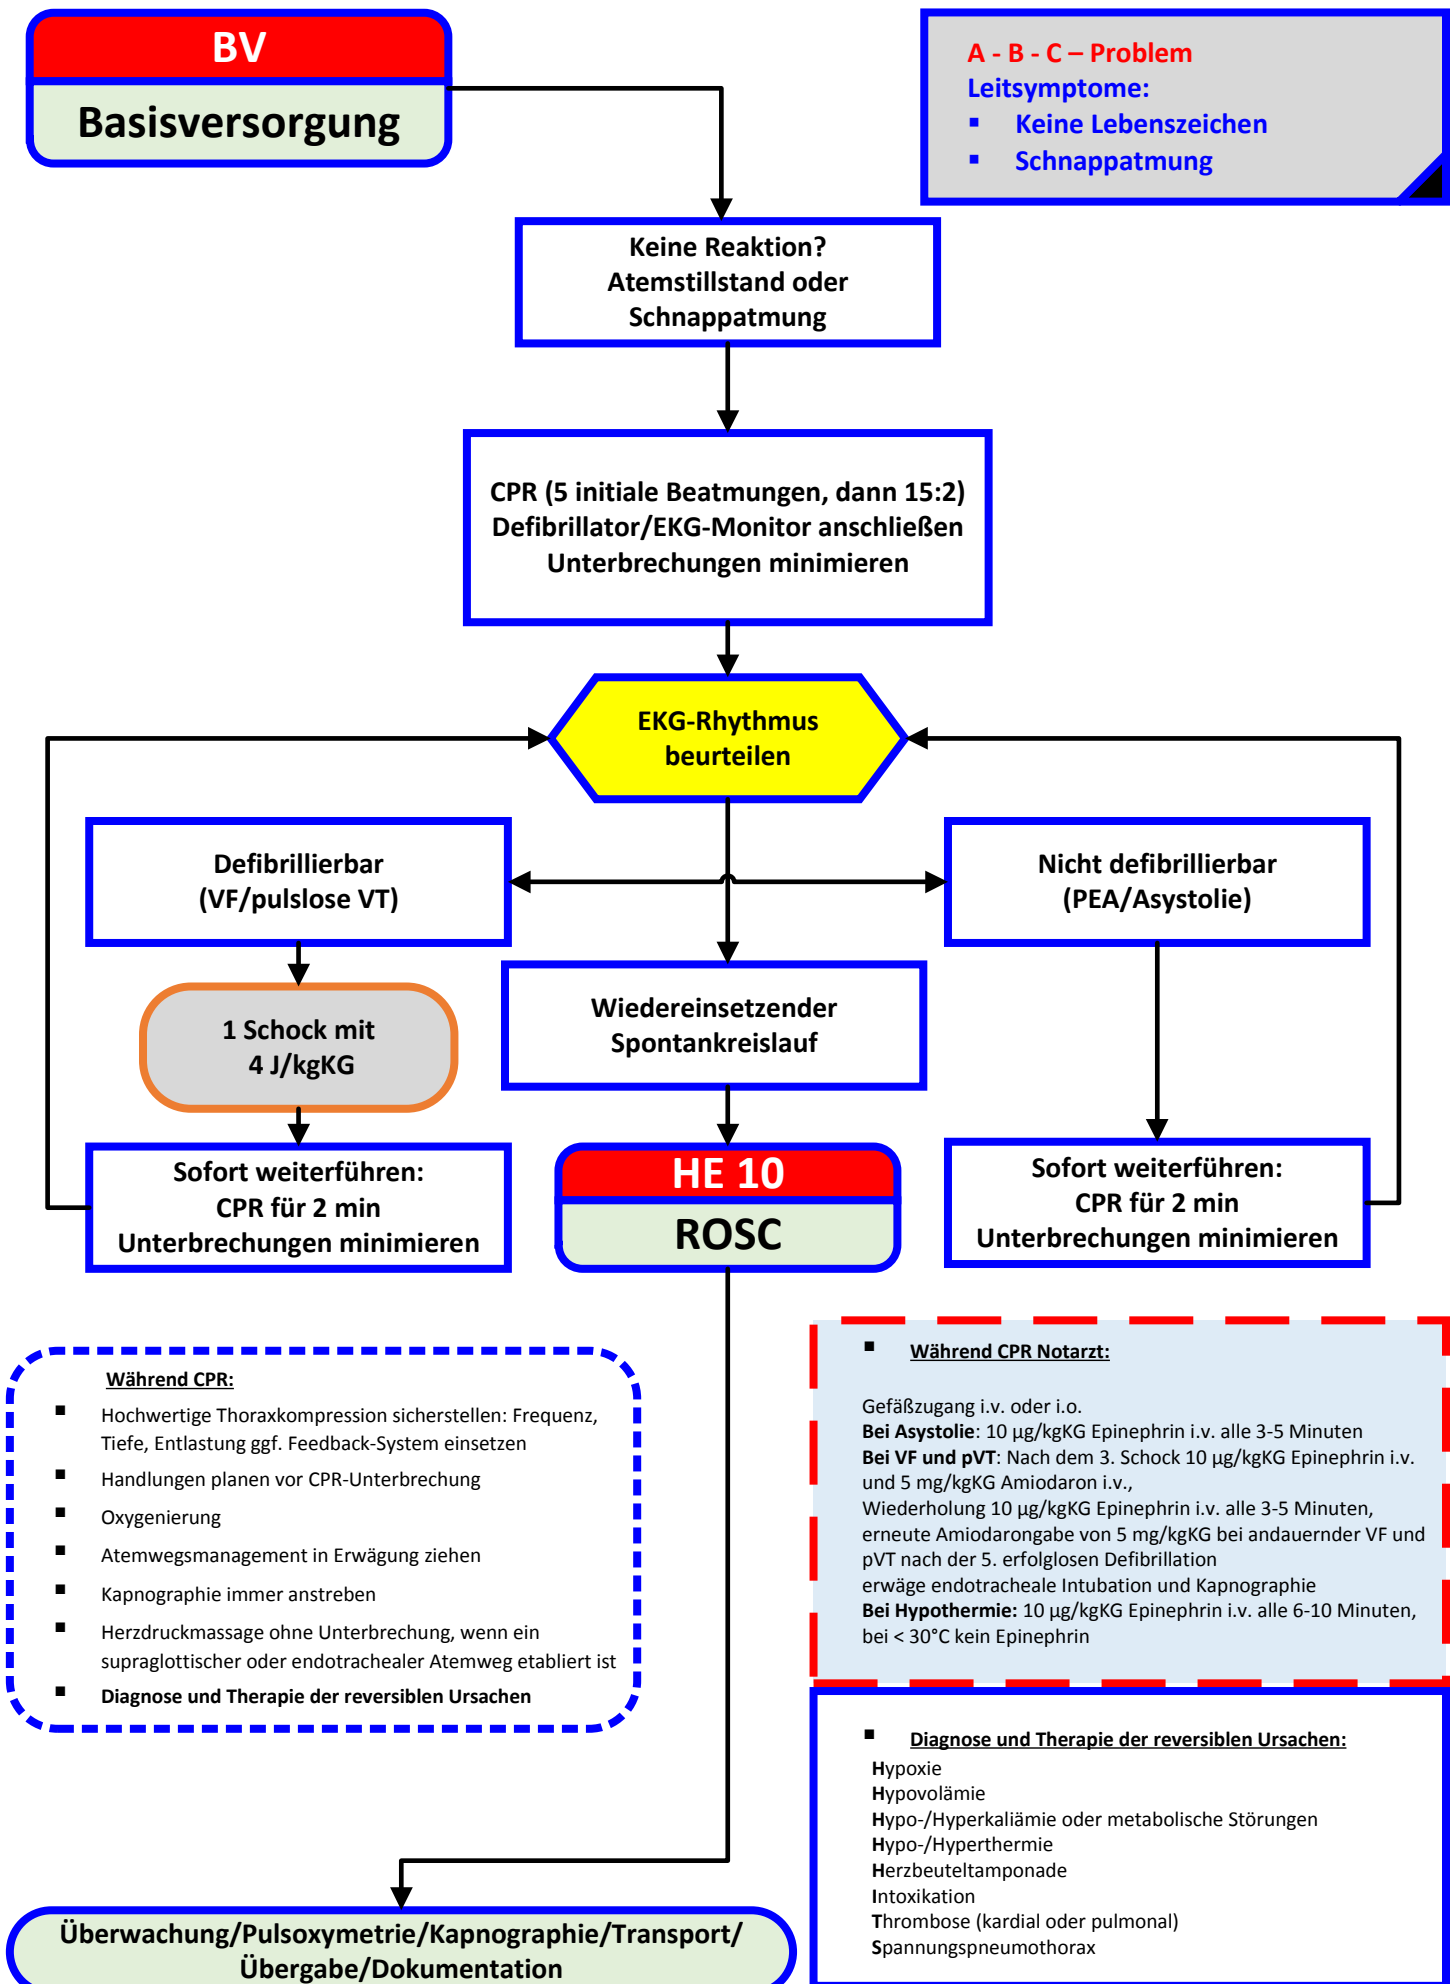 BV
Basisversorgung
A - B - C – Problem
Leitsymptome:
▪ Keine Lebenszeichen
▪ Schnappatmung
Keine Reaktion?
Atemstillstand oder
Schnappatmung
CPR (5 initiale Beatmungen, dann 15:2)
Defibrillator/EKG-Monitor anschließen
Unterbrechungen minimieren
EKG-Rhythmus
beurteilen
Defibrillierbar
(VF/pulslose VT)
Nicht defibrillierbar
(PEA/Asystolie)
1 Schock mit
4 J/kgKG
Wiedereinsetzender
Spontankreislauf
Sofort weiterführen:
CPR für 2 min
Unterbrechungen minimieren
HE 10
ROSC
Sofort weiterführen:
CPR für 2 min
Unterbrechungen minimieren
Während CPR:
▪ Hochwertige Thoraxkompression sicherstellen: Frequenz,
Tiefe, Entlastung ggf. Feedback-System einsetzen
▪ Handlungen planen vor CPR-Unterbrechung
▪ Oxygenierung
▪ Atemwegsmanagement in Erwägung ziehen
▪ Kapnographie immer anstreben
▪ Herzdruckmassage ohne Unterbrechung, wenn ein
supraglottischer oder endotrachealer Atemweg etabliert ist
▪ Diagnose und Therapie der reversiblen Ursachen
▪ Während CPR Notarzt:
Gefäßzugang i.v. oder i.o.
Bei Asystolie: 10 µg/kgKG Epinephrin i.v. alle 3-5 Minuten
Bei VF und pVT: Nach dem 3. Schock 10 µg/kgKG Epinephrin i.v.
und 5 mg/kgKG Amiodaron i.v.,
Wiederholung 10 µg/kgKG Epinephrin i.v. alle 3-5 Minuten,
erneute Amiodarongabe von 5 mg/kgKG bei andauernder VF und
pVT nach der 5. erfolglosen Defibrillation
erwäge endotracheale Intubation und Kapnographie
Bei Hypothermie: 10 µg/kgKG Epinephrin i.v. alle 6-10 Minuten,
bei < 30°C kein Epinephrin
▪ Diagnose und Therapie der reversiblen Ursachen:
Hypoxie
Hypovolämie
Hypo-/Hyperkaliämie oder metabolische Störungen
Hypo-/Hyperthermie
Herzbeuteltamponade
Intoxikation
Thrombose (kardial oder pulmonal)
Spannungspneumothorax
Überwachung/Pulsoxymetrie/Kapnographie/Transport/
Übergabe/Dokumentation